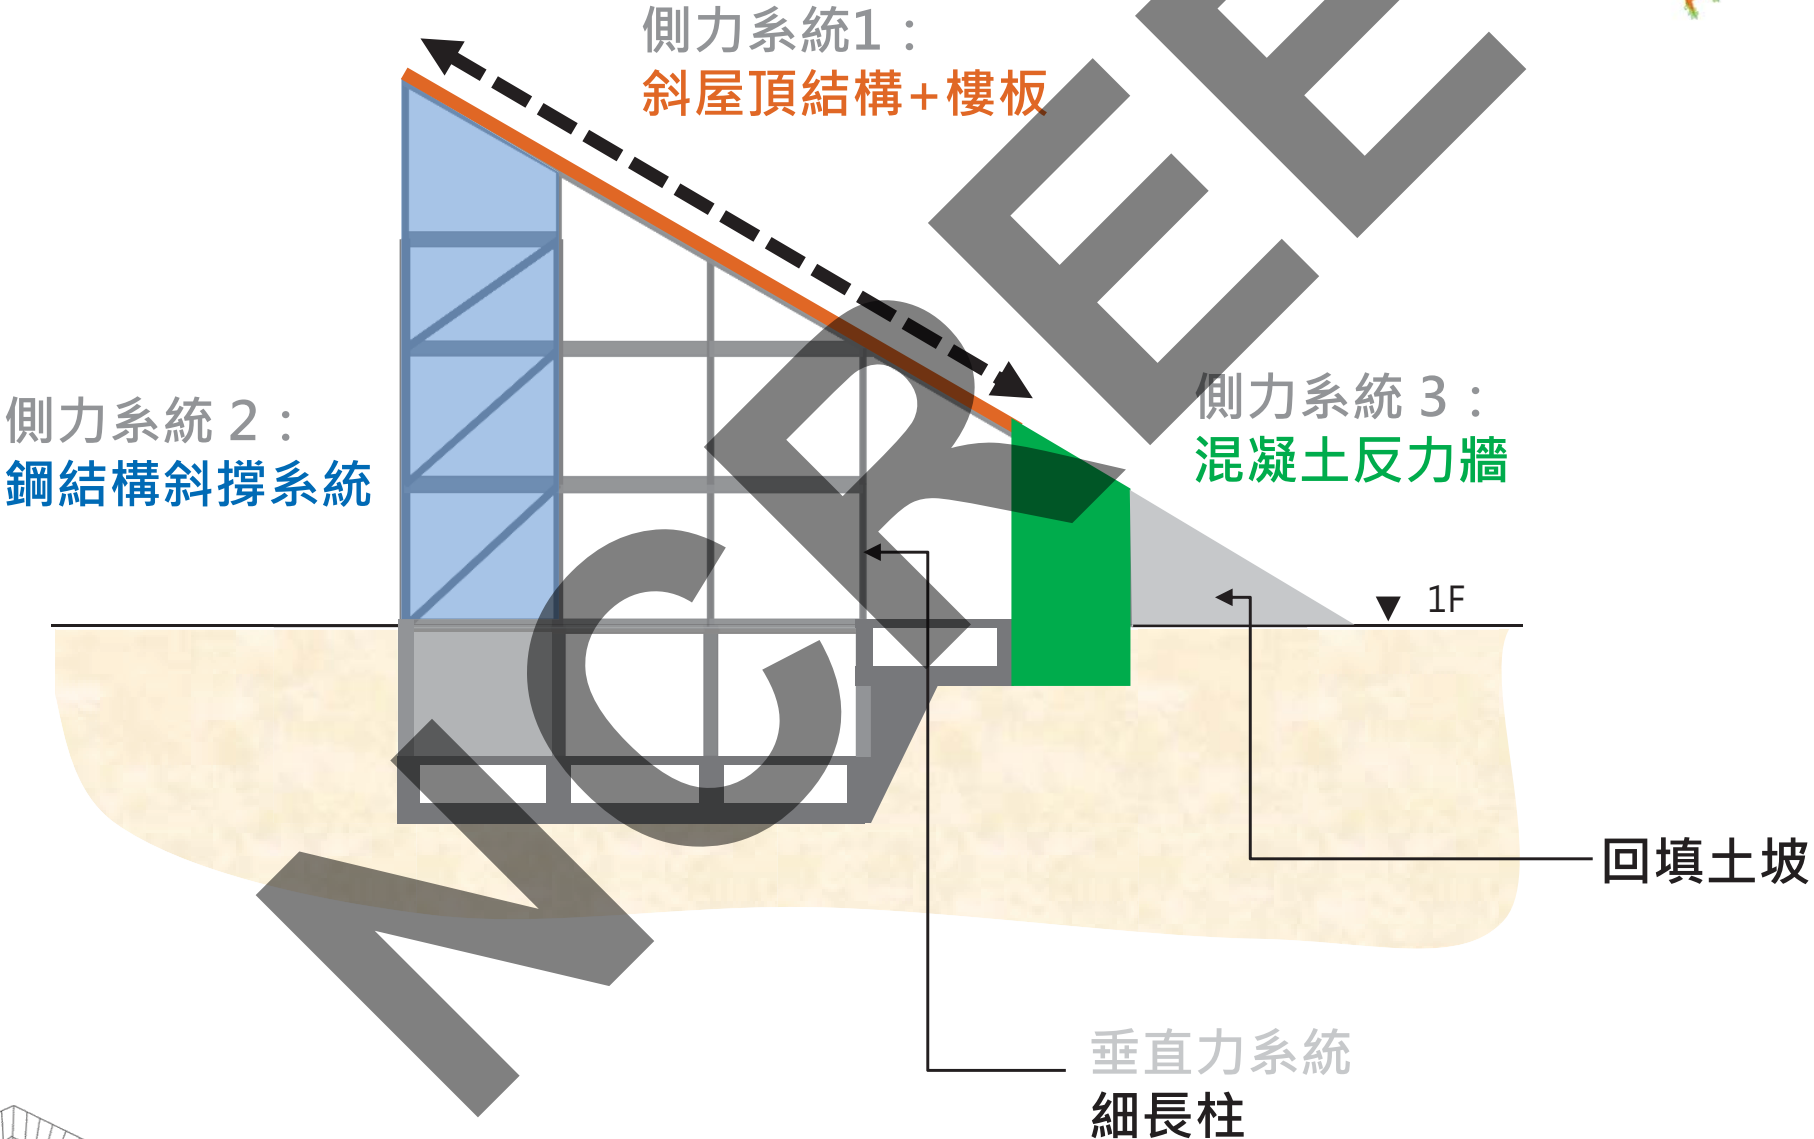 側力系統1：
斜屋頂結構+樓板
側力系統 2：
鋼結構斜撐系統
側力系統 3：
混凝土反力牆
1F
回填土坡
垂直力系統
細長柱
NCREE